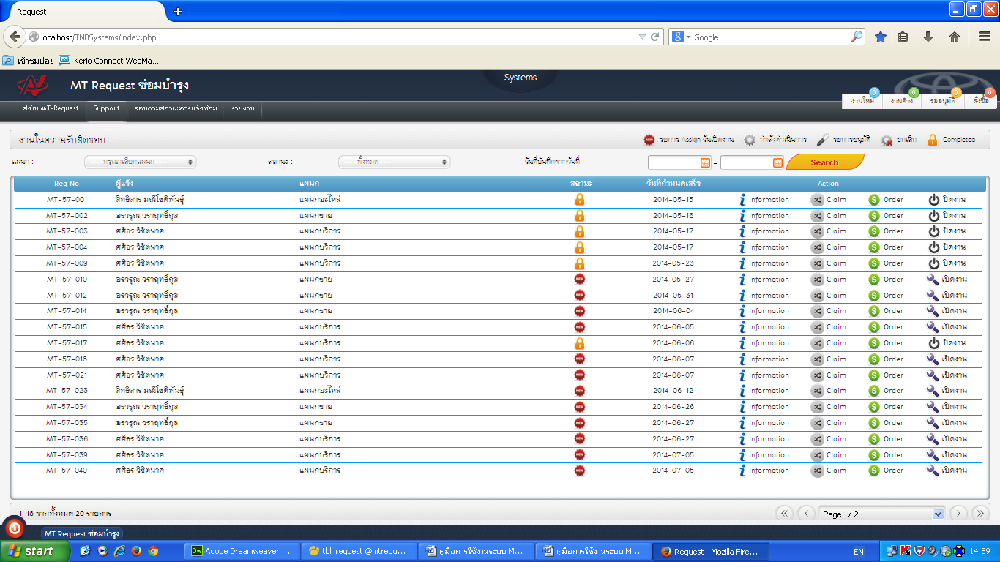 Request
localhost/TNBSystems/index.php
Google
เข้าชมบ่อย Kerio Connect WebMa...
MT Request ซ่อมบำรุง
Systems
0 0 0 0
งานใหม่ งานค้าง รออนุมัติ สั่งซื้อ
ส่งใบ MT-Request Support สอบถามสถานะการแจ้งซ่อม รายงาน
งานในความรับผิดชอบ
รอการ Assign วันเปิดงาน กำลังดำเนินการ รอการอนุมัติ ยกเลิก Completed
แผนก : ---กรุณาเลือกแผนก--- สถานะ : ---ทั้งหมด--- วันที่บันทึกจากวันที่ : - Search
Req No ผู้แจ้ง แผนก สถานะ วันที่กำหนดเสร็จ Action
MT-57-001 สิทธิสาร มณีโชติพันธุ์ แผนกอะไหล่ 2014-05-15 Information Claim Order ปิดงาน
MT-57-002 อรวรุณ วราฤทธิ์กุล แผนกขาย 2014-05-16 Information Claim Order ปิดงาน
MT-57-003 ศศิธร วิชิตนาค แผนกบริการ 2014-05-17 Information Claim Order ปิดงาน
MT-57-004 ศศิธร วิชิตนาค แผนกบริการ 2014-05-17 Information Claim Order ปิดงาน
MT-57-009 ศศิธร วิชิตนาค แผนกบริการ 2014-05-23 Information Claim Order ปิดงาน
MT-57-010 อรวรุณ วราฤทธิ์กุล แผนกขาย NEW 2014-05-27 Information Claim Order เปิดงาน
MT-57-012 อรวรุณ วราฤทธิ์กุล แผนกขาย NEW 2014-05-31 Information Claim Order เปิดงาน
MT-57-014 อรวรุณ วราฤทธิ์กุล แผนกขาย NEW 2014-06-04 Information Claim Order เปิดงาน
MT-57-015 ศศิธร วิชิตนาค แผนกบริการ NEW 2014-06-05 Information Claim Order เปิดงาน
MT-57-017 ศศิธร วิชิตนาค แผนกบริการ 2014-06-06 Information Claim Order ปิดงาน
MT-57-018 ศศิธร วิชิตนาค แผนกบริการ NEW 2014-06-07 Information Claim Order เปิดงาน
MT-57-021 ศศิธร วิชิตนาค แผนกบริการ NEW 2014-06-07 Information Claim Order เปิดงาน
MT-57-023 สิทธิสาร มณีโชติพันธุ์ แผนกอะไหล่ NEW 2014-06-12 Information Claim Order เปิดงาน
MT-57-034 อรวรุณ วราฤทธิ์กุล แผนกขาย NEW 2014-06-26 Information Claim Order เปิดงาน
MT-57-035 อรวรุณ วราฤทธิ์กุล แผนกขาย NEW 2014-06-27 Information Claim Order เปิดงาน
MT-57-036 ศศิธร วิชิตนาค แผนกบริการ NEW 2014-06-27 Information Claim Order เปิดงาน
MT-57-039 ศศิธร วิชิตนาค แผนกบริการ NEW 2014-07-05 Information Claim Order เปิดงาน
MT-57-040 ศศิธร วิชิตนาค แผนกบริการ NEW 2014-07-05 Information Claim Order เปิดงาน
1-18 จากทั้งหมด 20 รายการ Page 1/ 2
MT Request ซ่อมบำรุง
start Adobe Dreamweaver ... tbl_request @mtrequ... คู่มือการใช้งานระบบ M... คู่มือการใช้งานระบบ M... Request - Mozilla Fire... EN 14:59